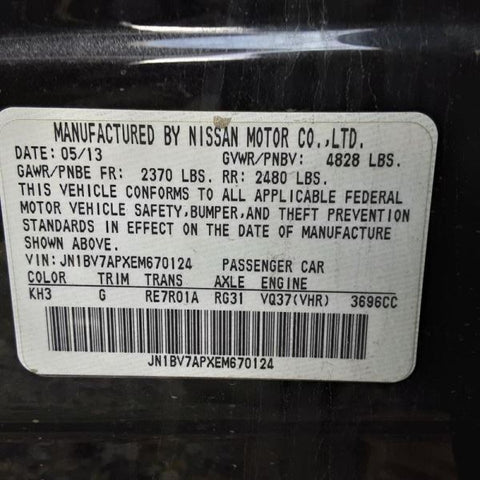 MANUFACTURED BY NISSAN MOTOR CO.,LTD.
DATE: 05/13 GVWR/PNBV: 4828 LBS.
GAWR/PNBE FR: 2370 LBS. RR: 2480 LBS.
THIS VEHICLE CONFORMS TO ALL APPLICABLE FEDERAL
MOTOR VEHICLE SAFETY,BUMPER,AND THEFT PREVENTION
STANDARDS IN EFFECT ON THE DATE OF MANUFACTURE
SHOWN ABOVE.
VIN: JN1BV7APXEM670124 PASSENGER CAR
COLOR TRIM TRANS AXLE ENGINE
KH3 G RE7R01A RG31 VQ37(VHR) 3696CC
JN1BV7APXEM670124